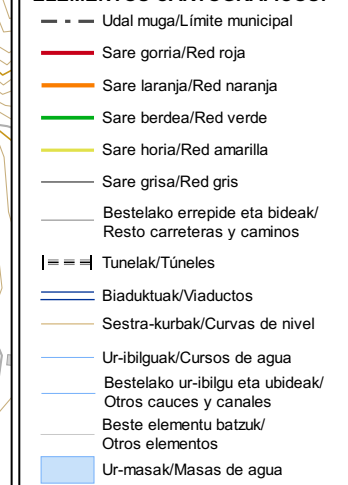 ELEMENTOS CARTOGRÁFICOS:
Udal muga/Límite municipal
Sare gorria/Red roja
Sare laranja/Red naranja
Sare berdea/Red verde
Sare horia/Red amarilla
Sare grisa/Red gris
Bestelako errepide eta bideak/
Resto carreteras y caminos
Tunelak/Túneles
Biaduktuak/Viaductos
Sestra-kurbak/Curvas de nivel
Ur-ibilguak/Cursos de agua
Bestelako ur-ibilgu eta ubideak/
Otros cauces y canales
Beste elementu batzuk/
Otros elementos
Ur-masak/Masas de agua